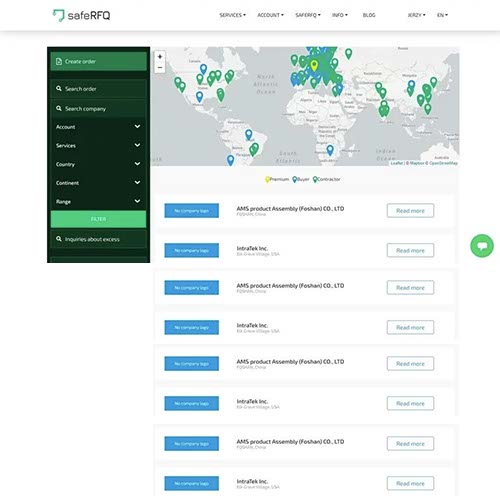 safeRFQ
SERVICES ACCOUNT SAFERFQ INFO BLOG JERZY EN
Create order
Search order
Search company
Account
Services
Country
Continent
Range
FILTER
Inquiries about excess
+
−
North
Atlantic
Ocean
South
Atlantic
Ocean
Indian
Ocean
Leaflet | © Mapbox © OpenStreetMap
Premium Buyer Contractor
No company logo
AMS product Assembly (Foshan) CO., LTD
FOSHAN, China
Read more
No company logo
IntraTek Inc.
Elk Grove Village, USA
Read more
No company logo
AMS product Assembly (Foshan) CO., LTD
FOSHAN, China
Read more
No company logo
IntraTek Inc.
Elk Grove Village, USA
Read more
No company logo
AMS product Assembly (Foshan) CO., LTD
FOSHAN, China
Read more
No company logo
IntraTek Inc.
Elk Grove Village, USA
Read more
No company logo
AMS product Assembly (Foshan) CO., LTD
FOSHAN, China
Read more
No company logo
IntraTek Inc.
Elk Grove Village, USA
Read more